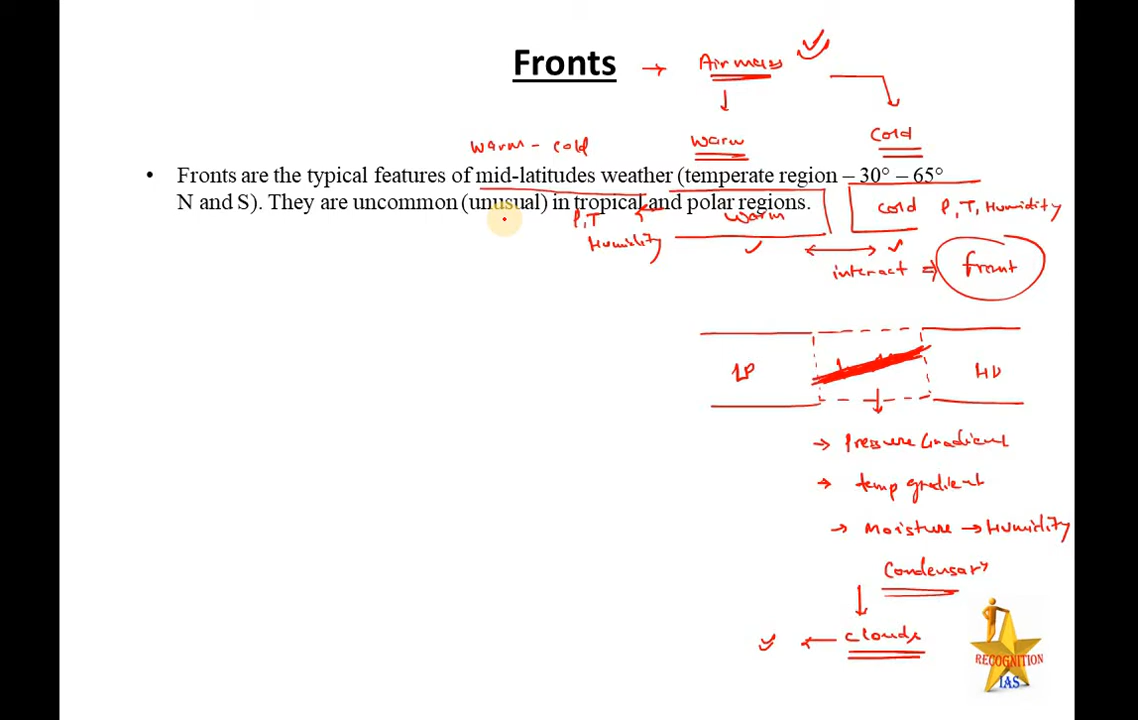 Fronts → Air mass
Warm
Cold
warm - cold
• Fronts are the typical features of mid-latitudes weather (temperate region – 30° – 65°
N and S). They are uncommon (unusual) in tropical and polar regions.
P,T
Humidity
warm
cold P, T, Humidity
interact ⇒ front
LP
→ Pressure Gradient
→ temp gradient
→ Moisture → Humidity
clouds
RECOGNITION
IAS